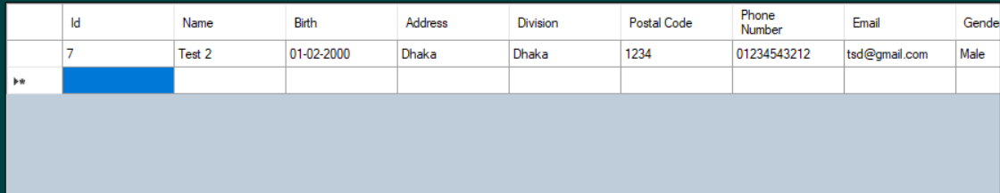 Id Name Birth Address Division Postal Code Phone Number Email Gender
7 Test 2 01-02-2000 Dhaka Dhaka 1234 01234543212 tsd@gmail.com Male